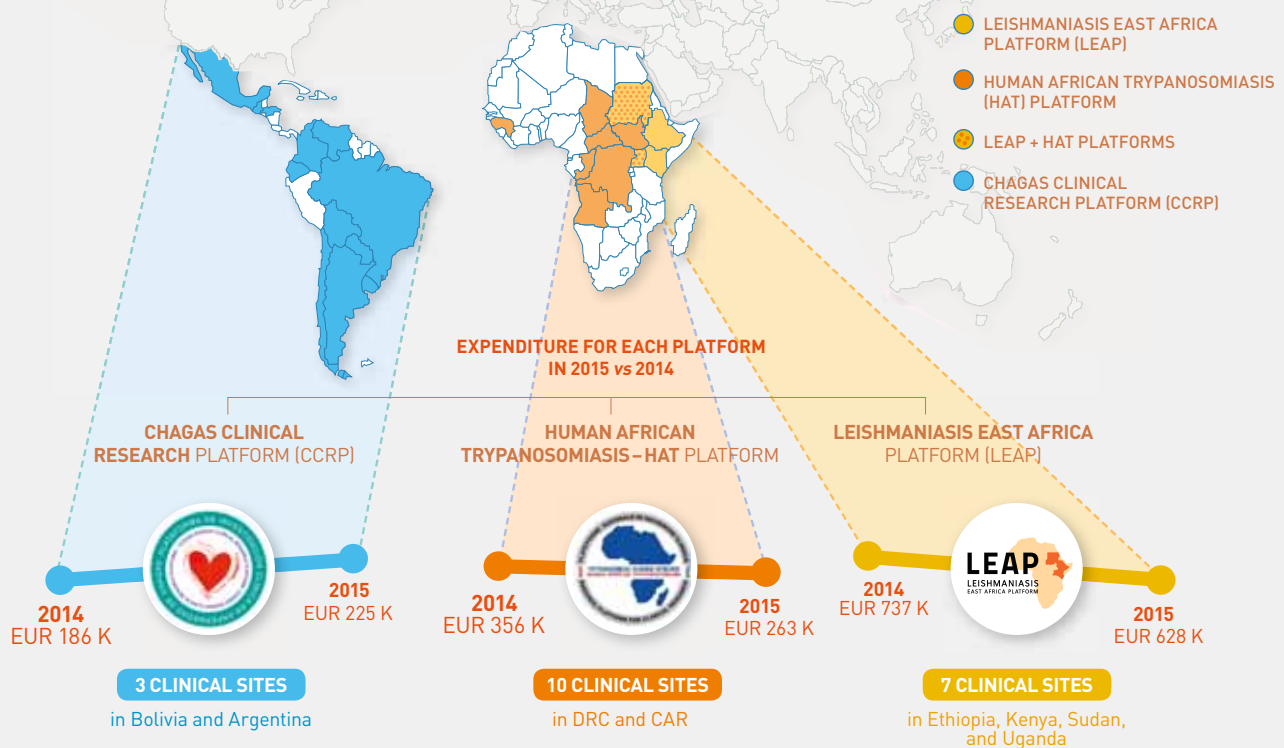 LEISHMANIASIS EAST AFRICA
PLATFORM (LEAP)
HUMAN AFRICAN TRYPANOSOMIASIS
(HAT) PLATFORM
LEAP + HAT PLATFORMS
CHAGAS CLINICAL
RESEARCH PLATFORM (CCRP)
EXPENDITURE FOR EACH PLATFORM
IN 2015 vs 2014
CHAGAS CLINICAL
RESEARCH PLATFORM (CCRP)
HUMAN AFRICAN
TRYPANOSOMIASIS–HAT PLATFORM
LEISHMANIASIS EAST AFRICA
PLATFORM (LEAP)
2014
EUR 186 K
2015
EUR 225 K
2014
EUR 356 K
2015
EUR 263 K
2014
EUR 737 K
LEAP
LEISHMANIASIS
EAST AFRICA PLATFORM
2015
EUR 628 K
3 CLINICAL SITES
in Bolivia and Argentina
10 CLINICAL SITES
in DRC and CAR
7 CLINICAL SITES
in Ethiopia, Kenya, Sudan,
and Uganda